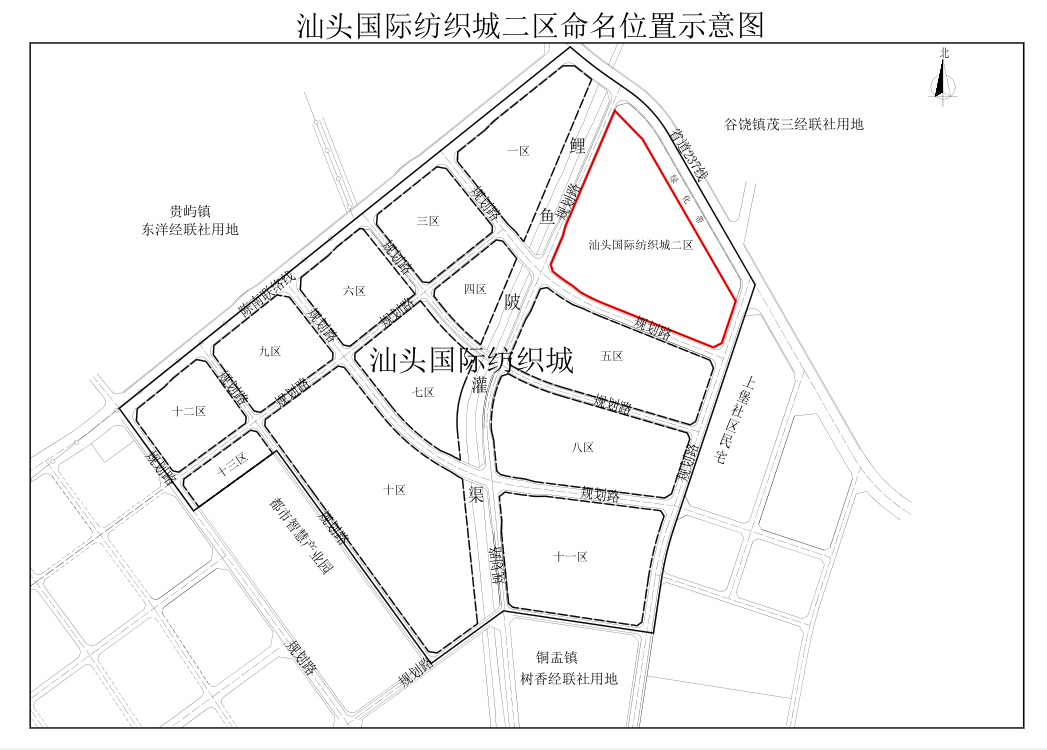 汕头国际纺织城二区命名位置示意图
北
谷饶镇茂三经联社用地
省道237线
绿化带
一区
鲤鱼陂灌渠
规划路
贵屿镇
东洋经联社用地
三区
规划路
汕头国际纺织城二区
规划路
四区
六区
陈南联络线
规划路
规划路
规划路
汕头国际纺织城
五区
九区
七区
规划路
规划路
规划路
上堡社区民宅
十二区
八区
规划路
十三区
规划路
十区
规划路
都市智慧产业园
规划路
十一区
规划路
规划路
规划路
铜盂镇
树香经联社用地